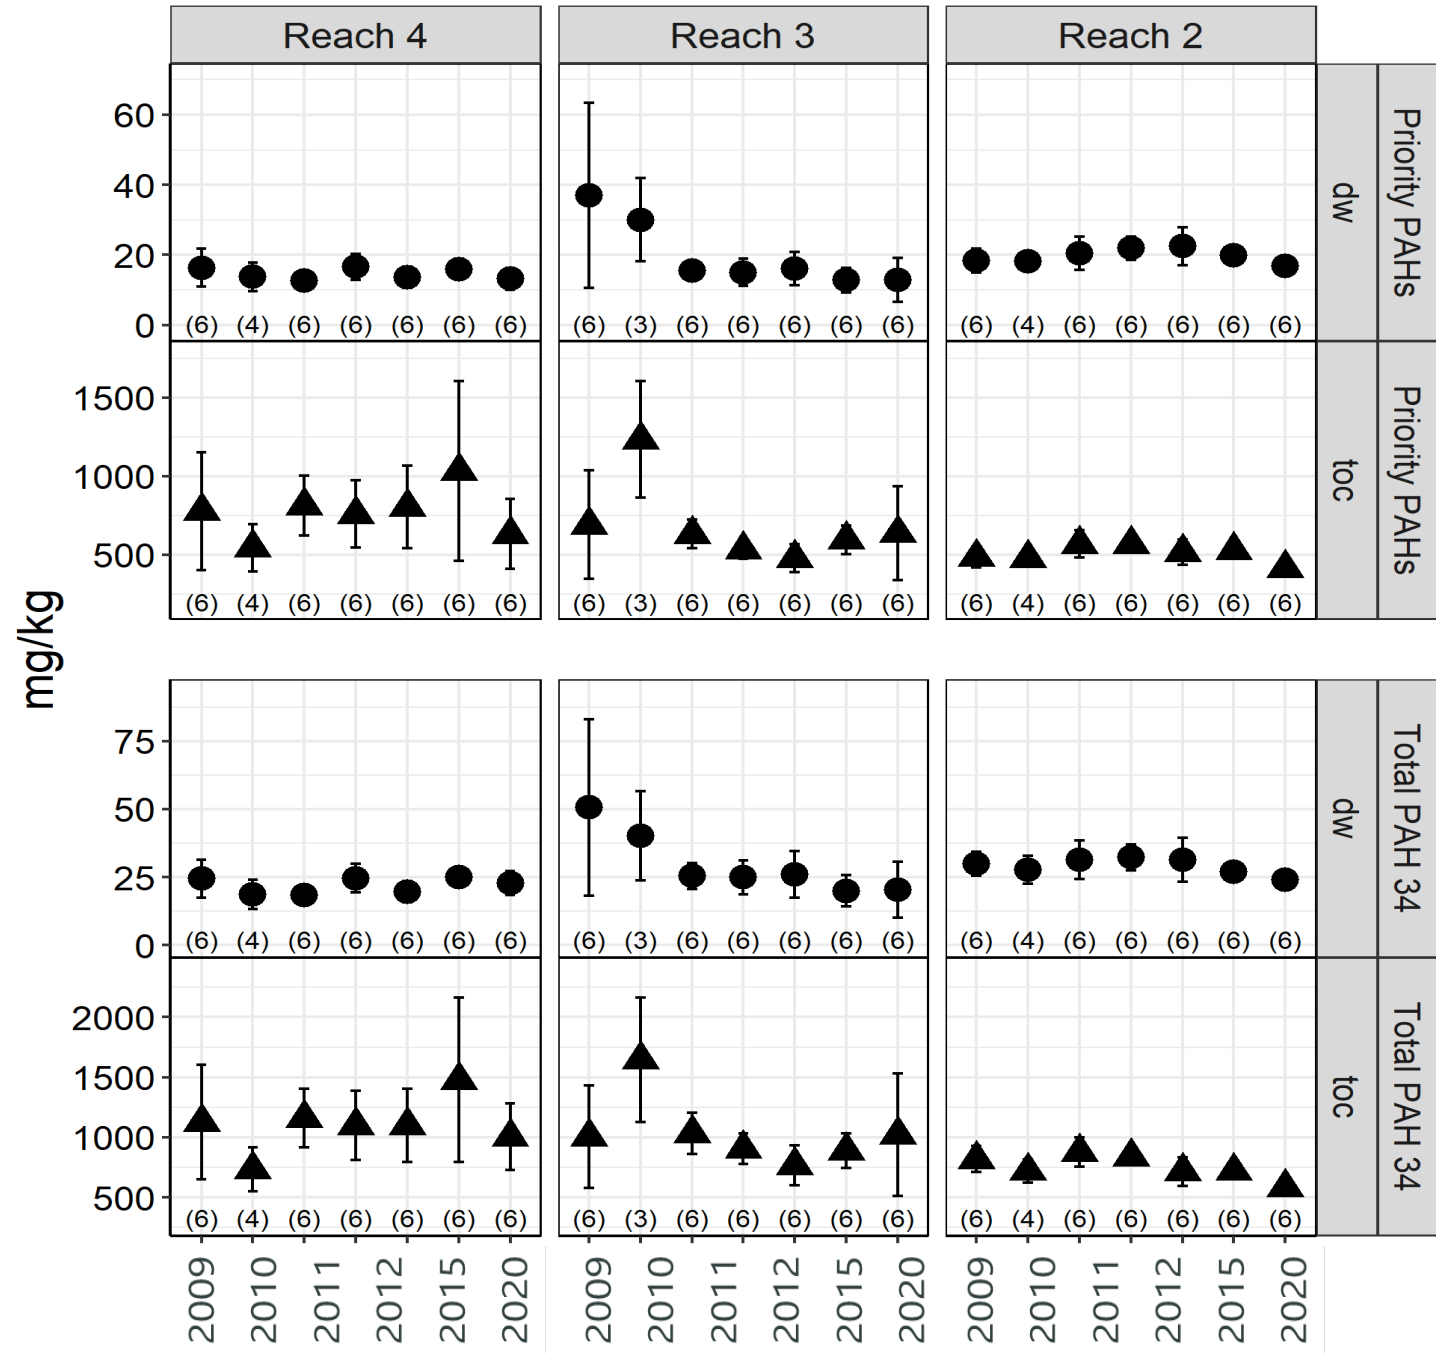 Reach 4 Reach 3 Reach 2
60
40
20
0
(6) (4) (6) (6) (6) (6) (6) (6) (3) (6) (6) (6) (6) (6) (6) (4) (6) (6) (6) (6) (6)
dw
Priority PAHs
1500
1000
500
(6) (4) (6) (6) (6) (6) (6) (6) (3) (6) (6) (6) (6) (6) (6) (4) (6) (6) (6) (6) (6)
toc
Priority PAHs
mg/kg
75
50
25
0
(6) (4) (6) (6) (6) (6) (6) (6) (3) (6) (6) (6) (6) (6) (6) (4) (6) (6) (6) (6) (6)
dw
Total PAH 34
2000
1500
1000
500
(6) (4) (6) (6) (6) (6) (6) (6) (3) (6) (6) (6) (6) (6) (6) (4) (6) (6) (6) (6) (6)
toc
Total PAH 34
2009 2010 2011 2012 2015 2020 2009 2010 2011 2012 2015 2020 2009 2010 2011 2012 2015 2020